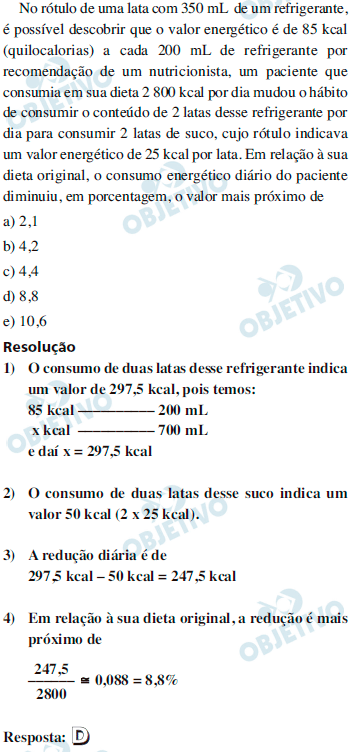 No rótulo de uma lata com 350 mL de um refrigerante,
é possível descobrir que o valor energético é de 85 kcal
(quilocalorias) a cada 200 mL de refrigerante por
recomendação de um nutricionista, um paciente que
consumia em sua dieta 2 800 kcal por dia mudou o hábito
de consumir o conteúdo de 2 latas desse refrigerante por
dia para consumir 2 latas de suco, cujo rótulo indicava
um valor energético de 25 kcal por lata. Em relação à sua
dieta original, o consumo energético diário do paciente
diminuiu, em porcentagem, o valor mais próximo de
a) 2,1
b) 4,2
c) 4,4
d) 8,8
e) 10,6
Resolução
1) O consumo de duas latas desse refrigerante indica
um valor de 297,5 kcal, pois temos:
85 kcal ————— 200 mL
x kcal ————— 700 mL
e daí x = 297,5 kcal
2) O consumo de duas latas desse suco indica um
valor 50 kcal (2 x 25 kcal).
3) A redução diária é de
297,5 kcal – 50 kcal = 247,5 kcal
4) Em relação à sua dieta original, a redução é mais
próximo de
247,5
2800 ≅ 0,088 = 8,8%
Resposta: D
OBJETIVO
OBJETIVO
OBJETIVO
OBJETIVO
OBJETIVO
OBJETIVO
OBJETIVO